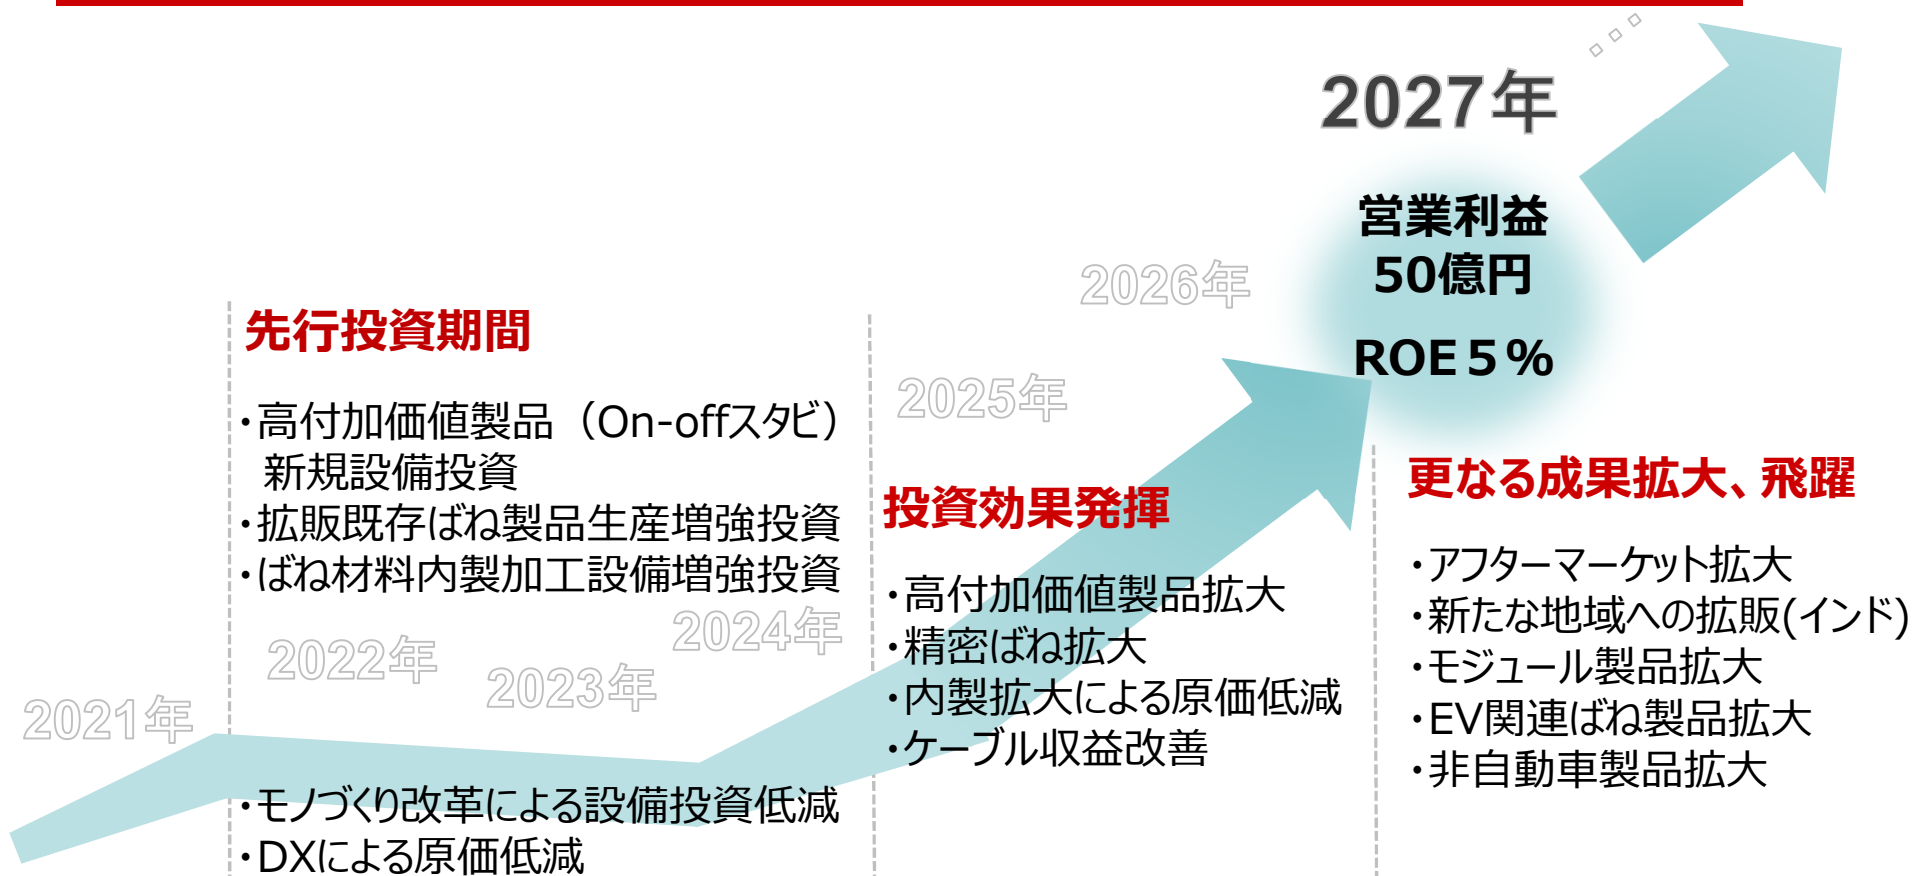 2027年
営業利益
50億円
ROE5%
2026年
2025年
2024年
2023年
2022年
2021年
先行投資期間
・高付加価値製品（On-offスタビ）
新規設備投資
・拡販既存ばね製品生産増強投資
・ばね材料内製加工設備増強投資
・モノづくり改革による設備投資低減
・DXによる原価低減
投資効果発揮
・高付加価値製品拡大
・精密ばね拡大
・内製拡大による原価低減
・ケーブル収益改善
更なる成果拡大、飛躍
・アフターマーケット拡大
・新たな地域への拡販(インド)
・モジュール製品拡大
・EV関連ばね製品拡大
・非自動車製品拡大